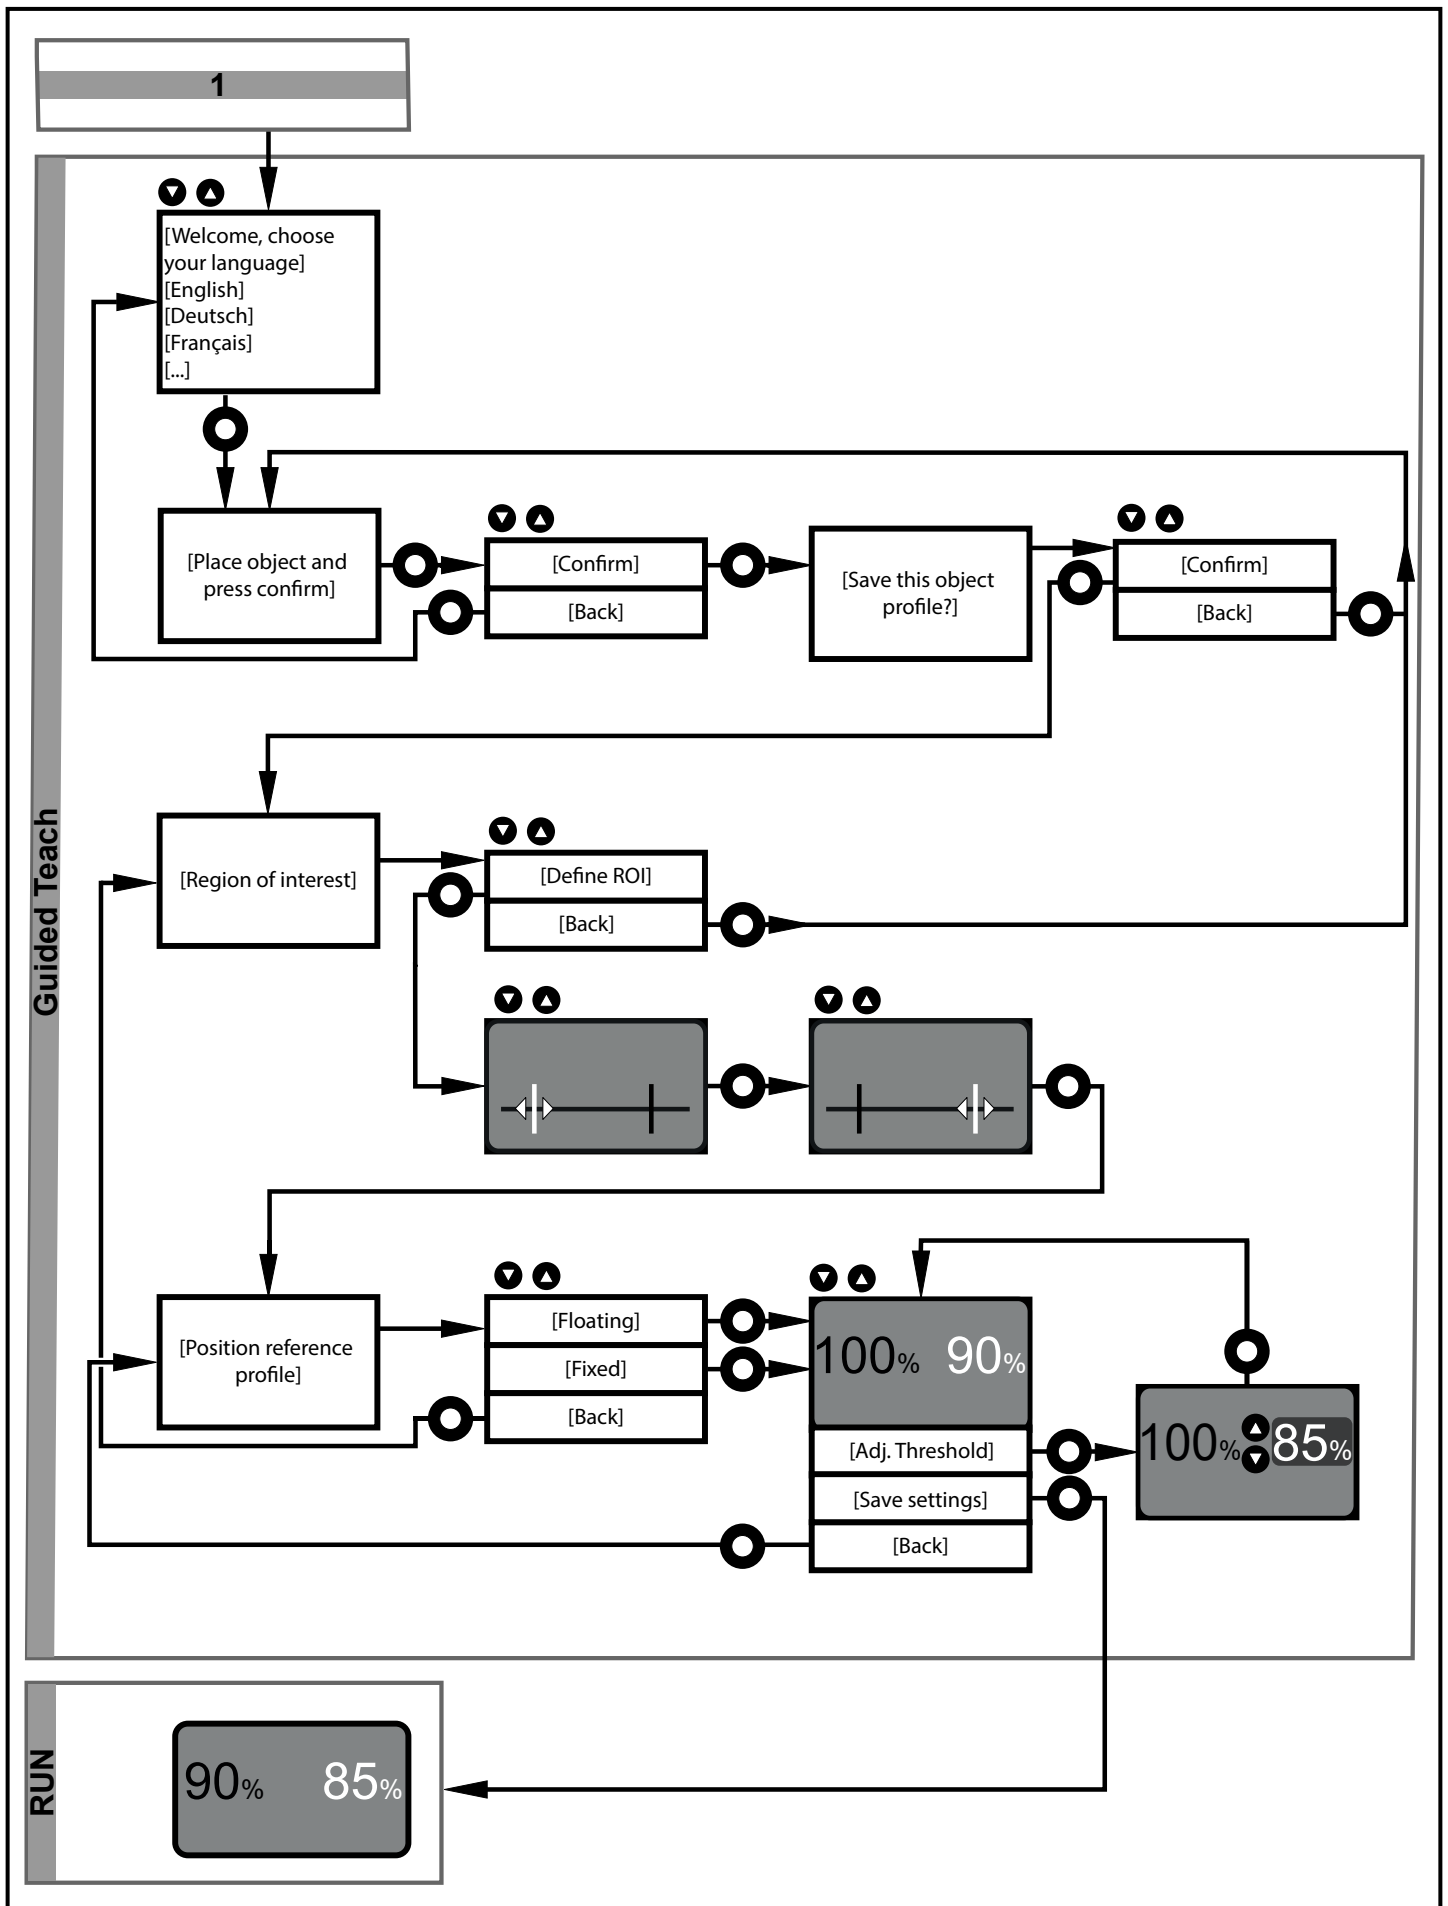 1
Guided Teach
[Welcome, choose
your language]
[English]
[Deutsch]
[Français]
[...]
[Place object and
press confirm]
[Confirm]
[Back]
[Save this object
profile?]
[Confirm]
[Back]
[Region of interest]
[Define ROI]
[Back]
[Position reference
profile]
[Floating]
[Fixed]
[Back]
100% 90%
[Adj. Threshold]
[Save settings]
[Back]
100% 85%
RUN
90% 85%